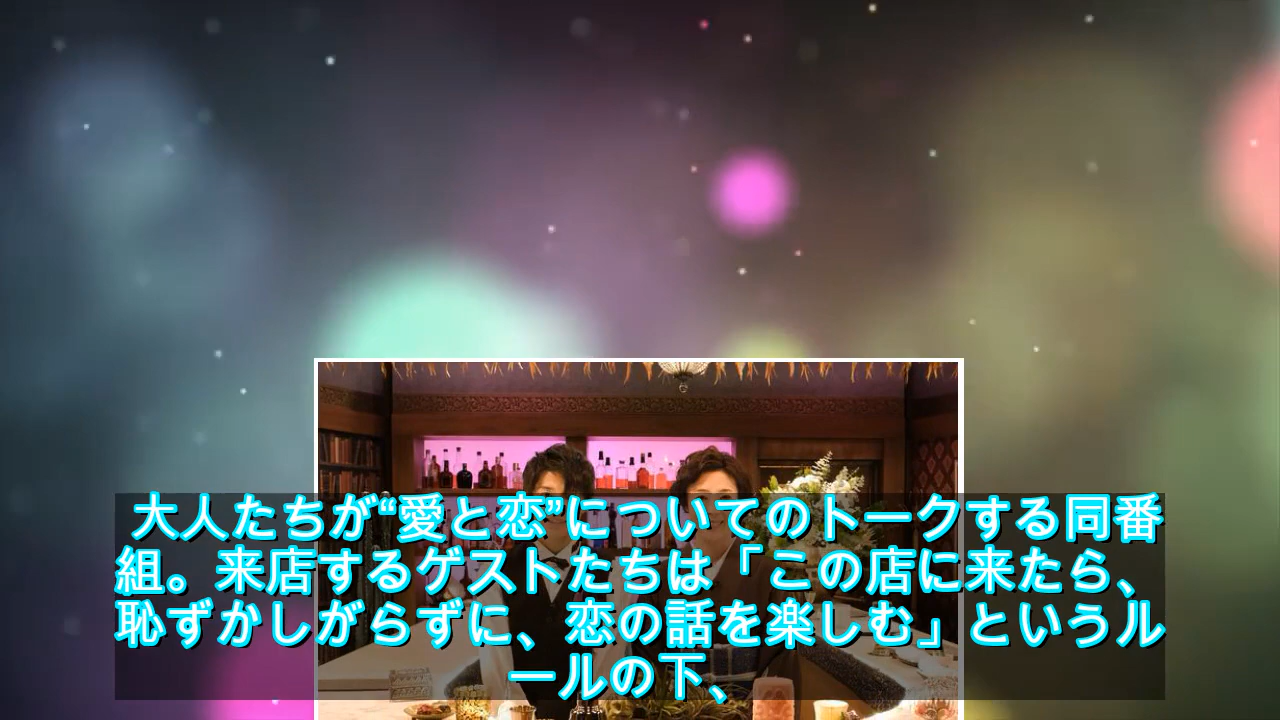 大人たちが“愛と恋”についてのトークする同番
組。来店するゲストたちは「この店に来たら、
恥ずかしがらずに、恋の話を楽しむ」というル
ールの下、